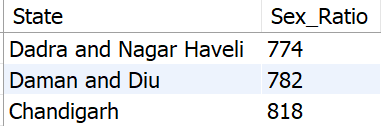 State Sex_Ratio
Dadra and Nagar Haveli 774
Daman and Diu 782
Chandigarh 818